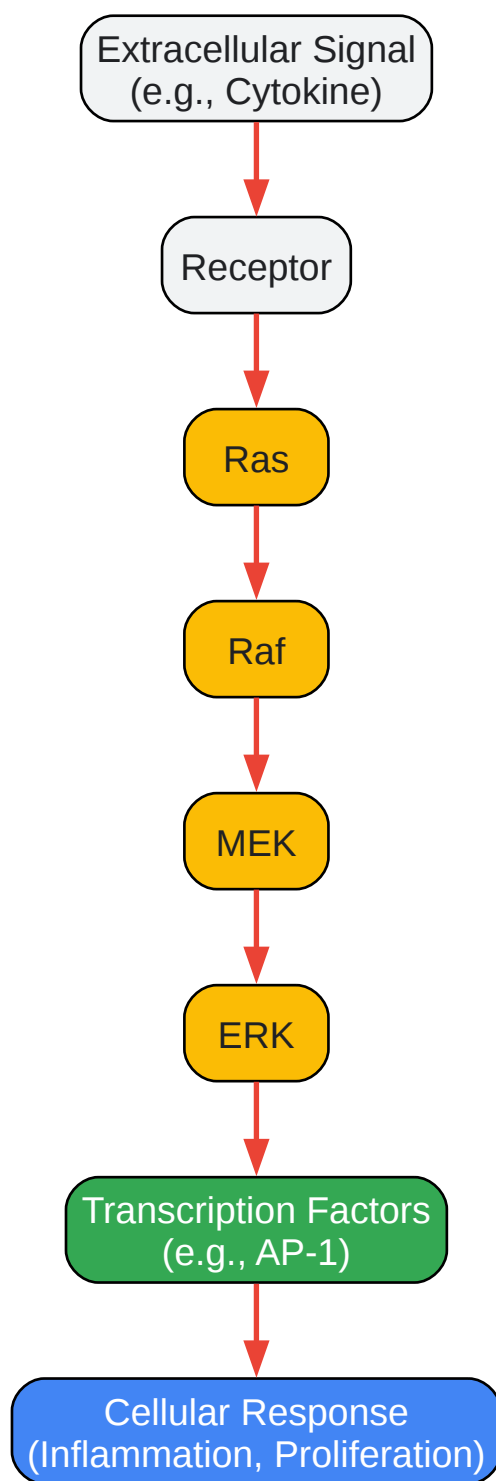 Extracellular Signal
(e.g., Cytokine)
Receptor
Ras
Raf
MEK
ERK
Transcription Factors
(e.g., AP-1)
Cellular Response
(Inflammation, Proliferation)